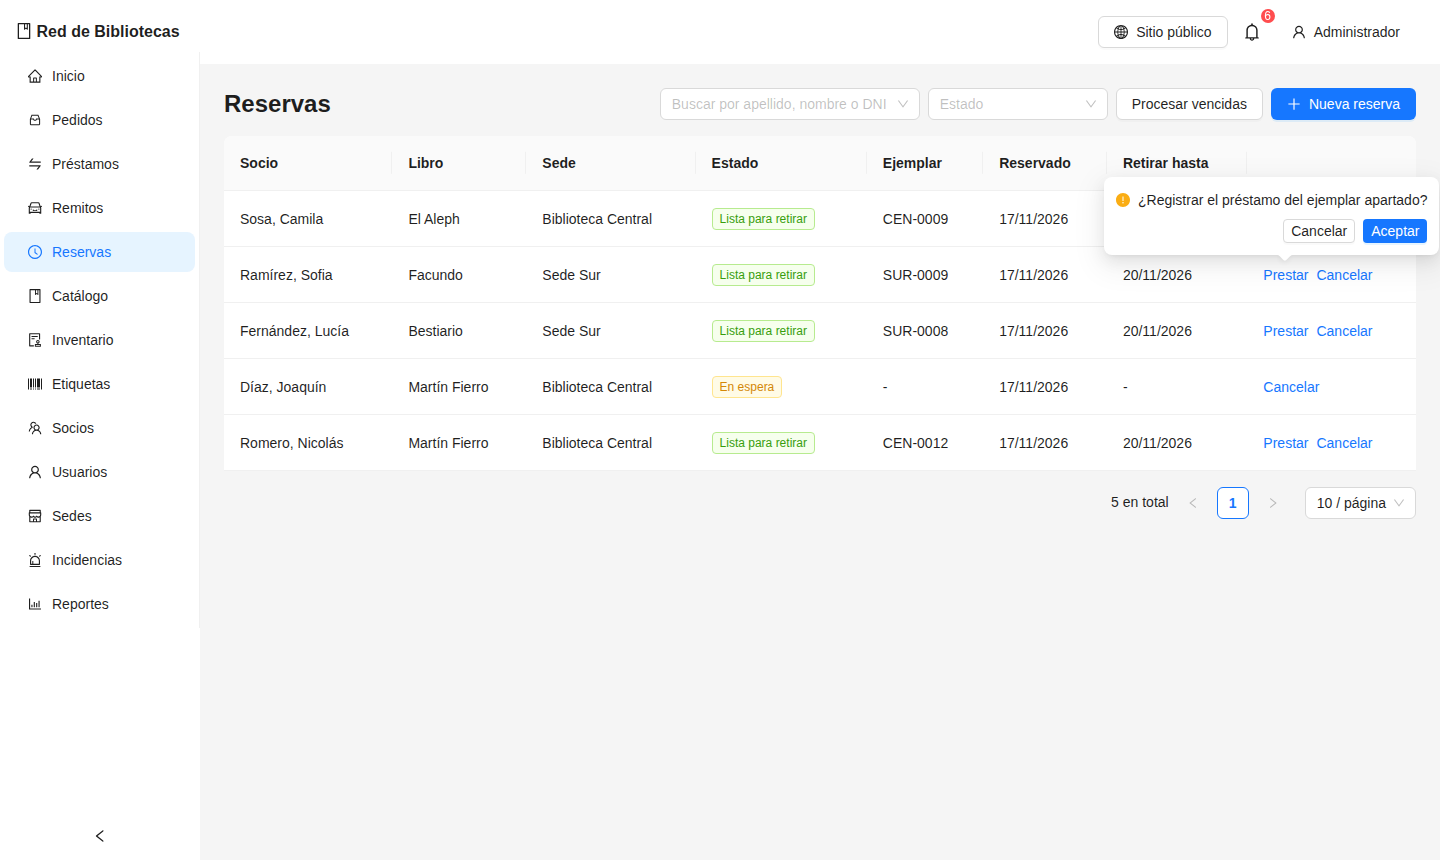 Red de Bibliotecas
Sitio público
6
Administrador
Inicio
Pedidos
Préstamos
Remitos
Reservas
Catálogo
Inventario
Etiquetas
Socios
Usuarios
Sedes
Incidencias
Reportes
Reservas
Buscar por apellido, nombre o DNI
Estado
Procesar vencidas
Nueva reserva
Socio Libro Sede Estado Ejemplar Reservado Retirar hasta
Sosa, Camila El Aleph Biblioteca Central Lista para retirar CEN-0009 17/11/2026
¿Registrar el préstamo del ejemplar apartado?
Cancelar Aceptar
Ramírez, Sofia Facundo Sede Sur Lista para retirar SUR-0009 17/11/2026 20/11/2026 Prestar Cancelar
Fernández, Lucía Bestiario Sede Sur Lista para retirar SUR-0008 17/11/2026 20/11/2026 Prestar Cancelar
Díaz, Joaquín Martín Fierro Biblioteca Central En espera - 17/11/2026 - Cancelar
Romero, Nicolás Martín Fierro Biblioteca Central Lista para retirar CEN-0012 17/11/2026 20/11/2026 Prestar Cancelar
5 en total 1 10 / página